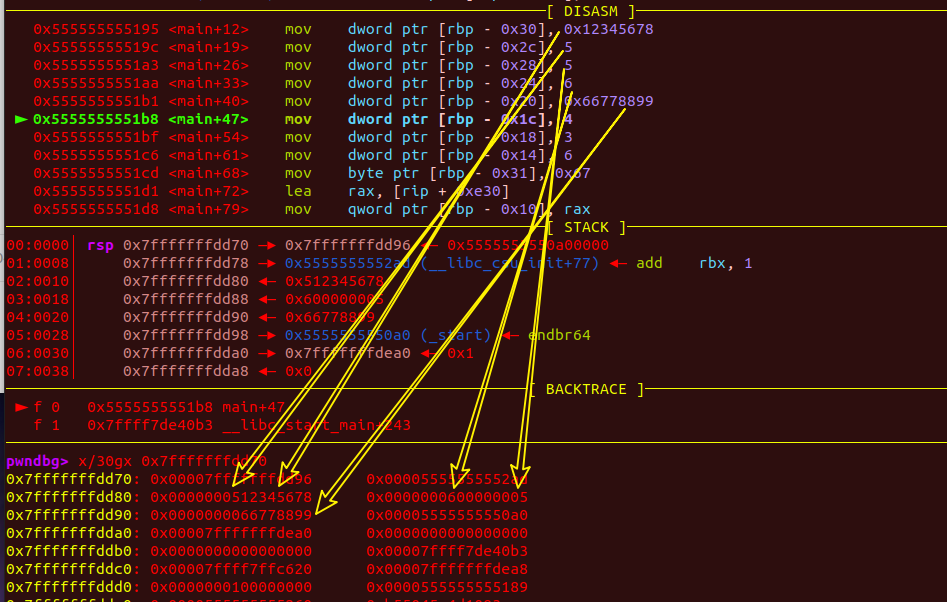 [ DISASM ]
0x555555555195 <main+12> mov dword ptr [rbp - 0x30], 0x12345678
0x55555555519c <main+19> mov dword ptr [rbp - 0x2c], 5
0x5555555551a3 <main+26> mov dword ptr [rbp - 0x28], 5
0x5555555551aa <main+33> mov dword ptr [rbp - 0x24], 6
0x5555555551b1 <main+40> mov dword ptr [rbp - 0x20], 0x66778899
► 0x5555555551b8 <main+47> mov dword ptr [rbp - 0x1c], 4
0x5555555551bf <main+54> mov dword ptr [rbp - 0x18], 3
0x5555555551c6 <main+61> mov dword ptr [rbp - 0x14], 6
0x5555555551cd <main+68> mov byte ptr [rbp - 0x31], 0x67
0x5555555551d1 <main+72> lea rax, [rip + 0xe30]
0x5555555551d8 <main+79> mov qword ptr [rbp - 0x10], rax
[ STACK ]
00:0000│ rsp 0x7fffffffdd70 —► 0x7fffffffdd96 ◄— 0x5555555550a00000
01:0008│ 0x7fffffffdd78 —► 0x5555555552ad (__libc_csu_init+77) ◄— add rbx, 1
02:0010│ 0x7fffffffdd80 ◄— 0x512345678
03:0018│ 0x7fffffffdd88 ◄— 0x600000005
04:0020│ 0x7fffffffdd90 ◄— 0x66778899
05:0028│ 0x7fffffffdd98 —► 0x5555555550a0 (_start) ◄— endbr64
06:0030│ 0x7fffffffdda0 —► 0x7fffffffdea0 ◄— 0x1
07:0038│ 0x7fffffffdda8 ◄— 0x0
[ BACKTRACE ]
► f 0 0x5555555551b8 main+47
f 1 0x7ffff7de40b3 __libc_start_main+243
pwndbg> x/30gx 0x7fffffffdd70
0x7fffffffdd70: 0x00007fffffffdd96 0x00005555555552ad
0x7fffffffdd80: 0x0000000512345678 0x0000000600000005
0x7fffffffdd90: 0x0000000066778899 0x00005555555550a0
0x7fffffffdda0: 0x00007fffffffdea0 0x0000000000000000
0x7fffffffddb0: 0x0000000000000000 0x00007ffff7de40b3
0x7fffffffddc0: 0x00007ffff7ffc620 0x00007fffffffdea8
0x7fffffffddd0: 0x0000000100000000 0x0000555555555189